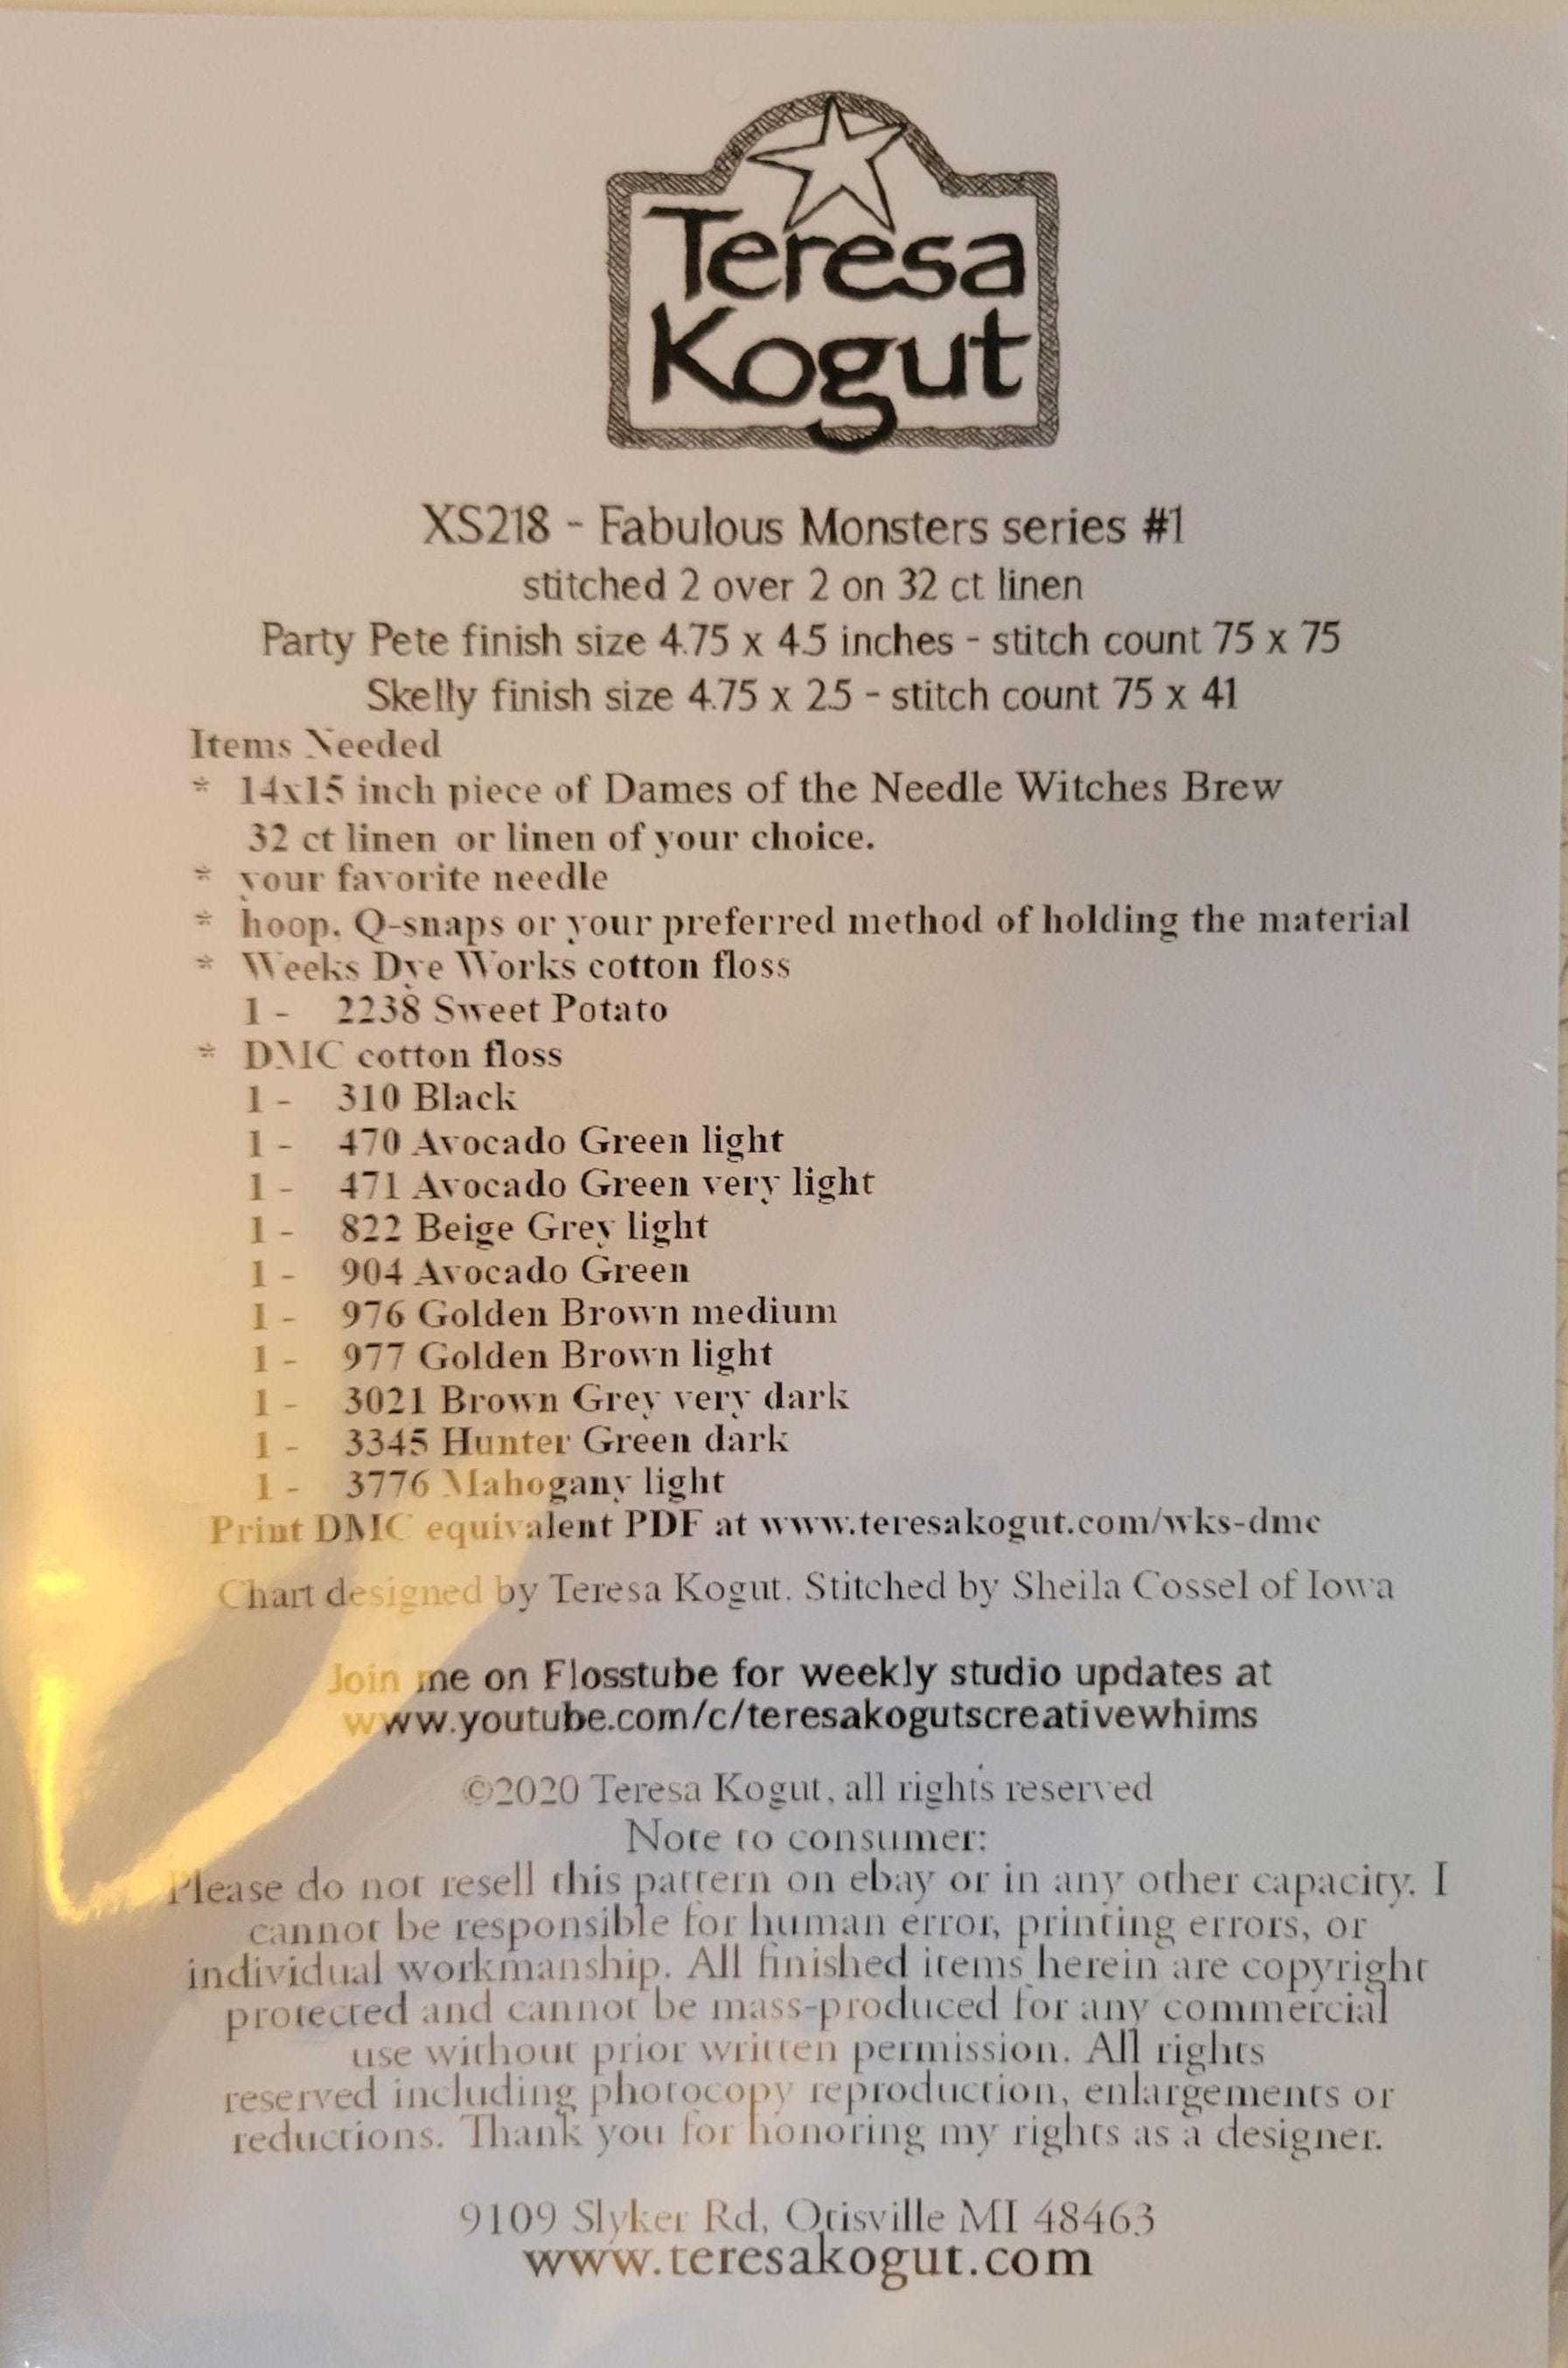 Teresa
Kogut
XS218 - Fabulous Monsters series #1
stitched 2 over 2 on 32 ct linen
Party Pete finish size 4.75 x 4.5 inches - stitch count 75 x 75
Skelly finish size 4.75 x 2.5 - stitch count 75 x 41
Items Needed
* 14x15 inch piece of Dames of the Needle Witches Brew
32 ct linen or linen of your choice.
* your favorite needle
* hoop, Q-snaps or your preferred method of holding the material
* Weeks Dye Works cotton floss
1 - 2238 Sweet Potato
* DMC cotton floss
1 - 310 Black
1 - 470 Avocado Green light
1 - 471 Avocado Green very light
1 - 822 Beige Grey light
1 - 904 Avocado Green
1 - 976 Golden Brown medium
1 - 977 Golden Brown light
1 - 3021 Brown Grey very dark
1 - 3345 Hunter Green dark
1 - 3776 Mahogany light
Print DMC equivalent PDF at www.teresakogut.com/wks-dmc
Chart designed by Teresa Kogut. Stitched by Sheila Cossel of Iowa
Join me on Flosstube for weekly studio updates at
www.youtube.com/c/teresakogutscreativewhims
©2020 Teresa Kogut, all rights reserved
Note to consumer:
Please do not resell this pattern on ebay or in any other capacity. I
cannot be responsible for human error, printing errors, or
individual workmanship. All finished items herein are copyright
protected and cannot be mass-produced for any commercial
use without prior written permission. All rights
reserved including photocopy reproduction, enlargements or
reductions. Thank you for honoring my rights as a designer.
9109 Slyker Rd, Otisville MI 48463
www.teresakogut.com